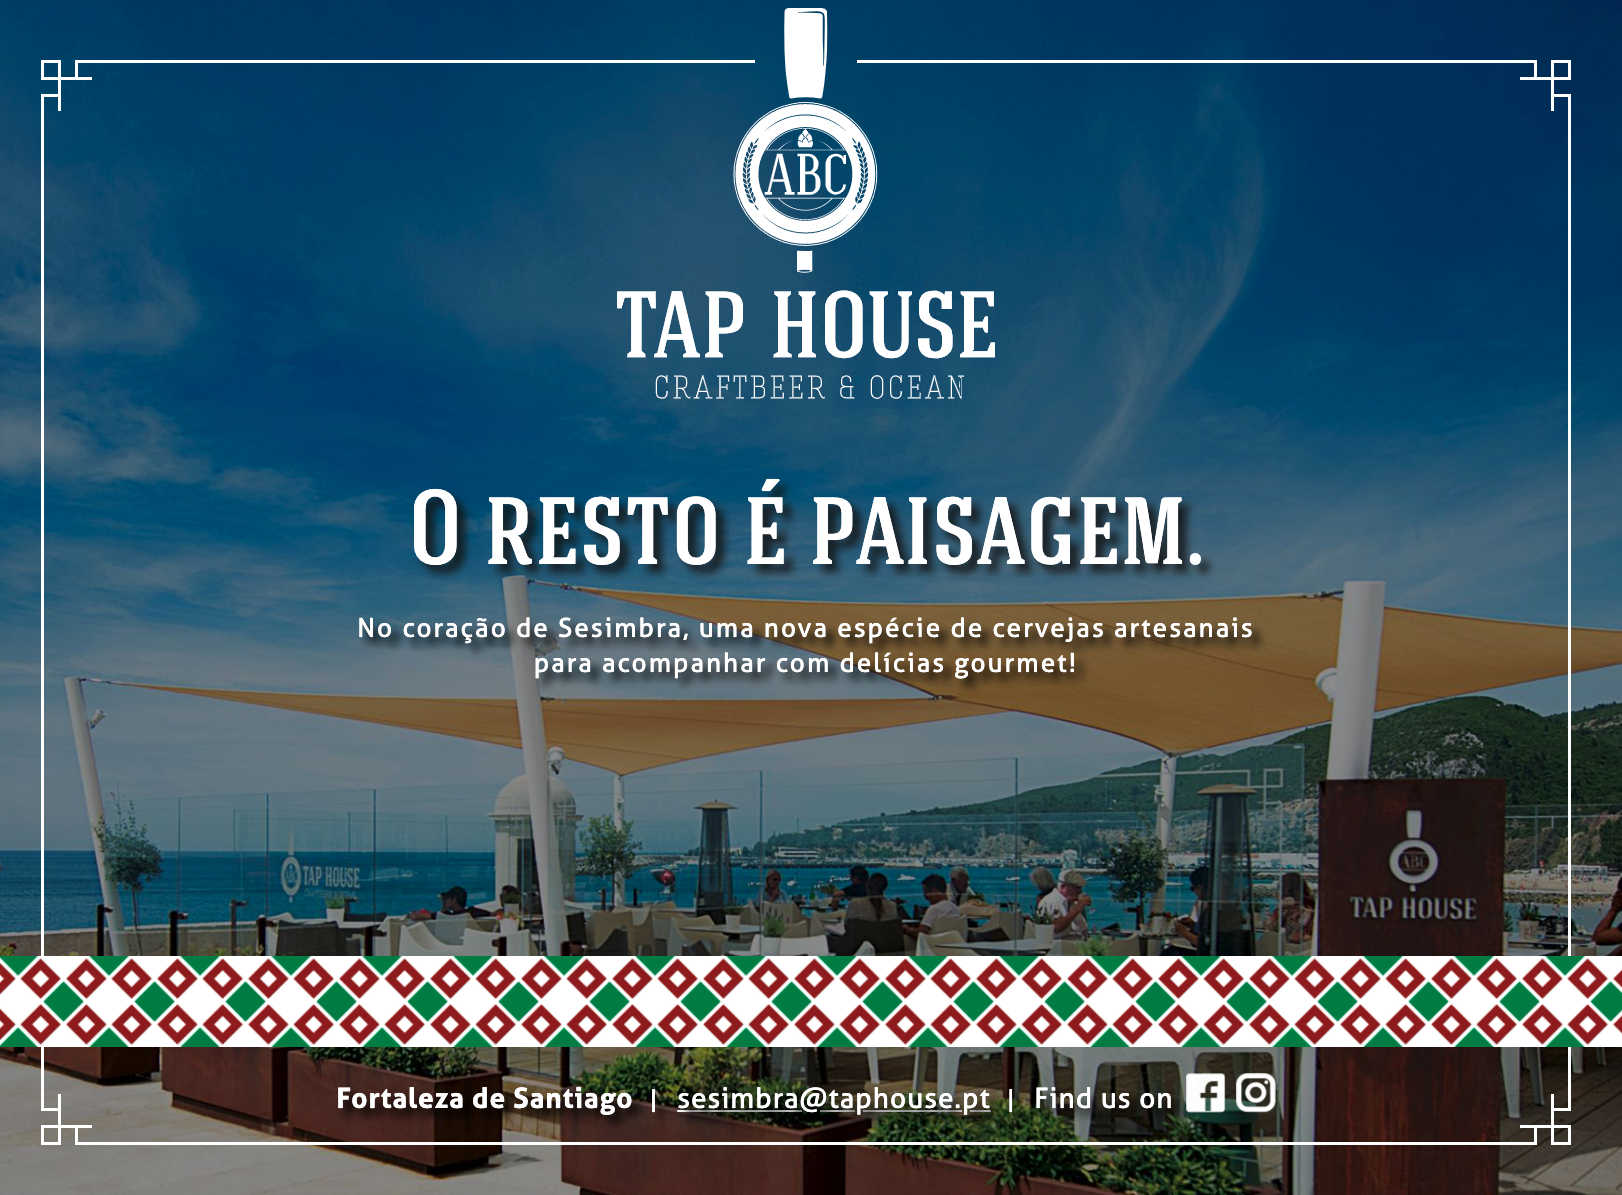 ABC
TAP HOUSE
CRAFTBEER & OCEAN
O RESTO É PAISAGEM.
No coração de Sesimbra, uma nova espécie de cervejas artesanais
para acompanhar com delícias gourmet!
TAP HOUSE
ABC
TAP HOUSE
Fortaleza de Santiago | sesimbra@taphouse.pt | Find us on